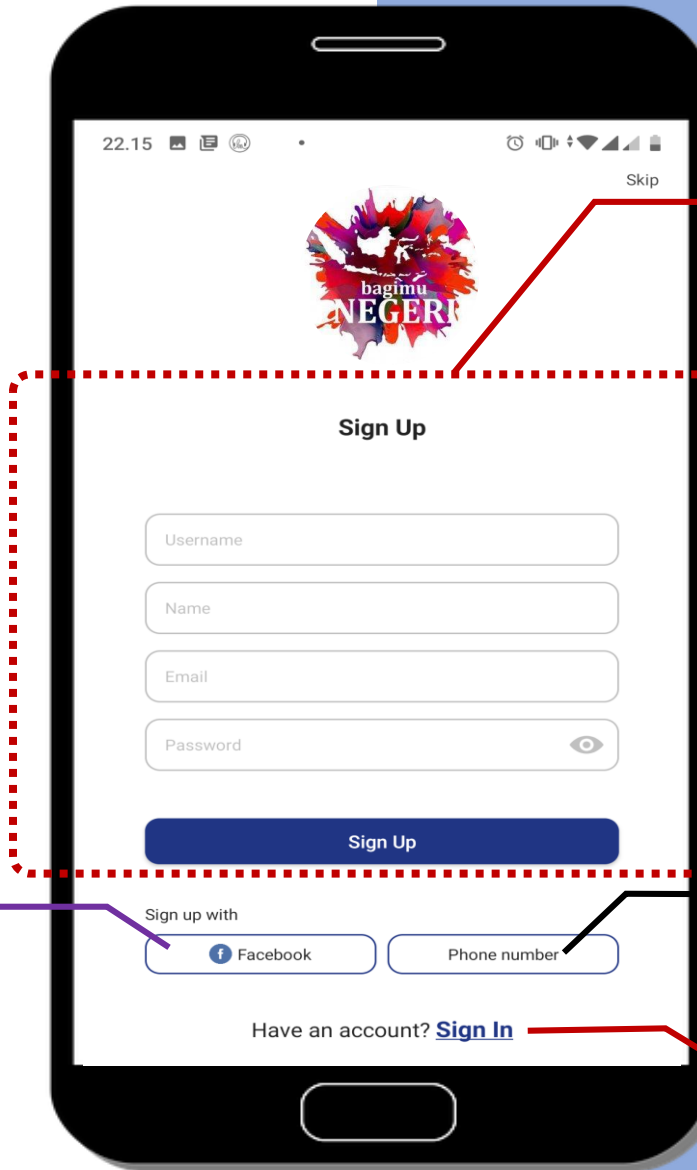 22.15
Skip
bagimu
NEGERI
Sign Up
Username
Name
Email
Password
Sign Up
Sign up with
Facebook
Phone number
Have an account? Sign In